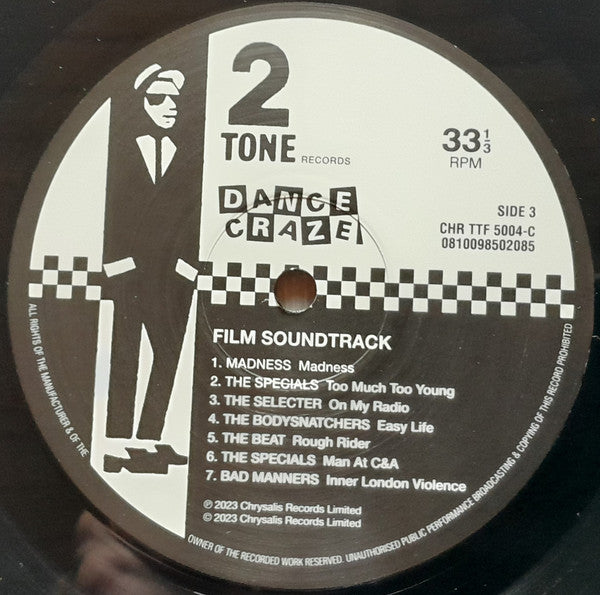 2
TONE RECORDS
33 1/3
RPM
DANCE
CRAZE
SIDE 3
CHR TTF 5004-C
0810098502085
FILM SOUNDTRACK
1. MADNESS Madness
2. THE SPECIALS Too Much Too Young
3. THE SELECTER On My Radio
4. THE BODYSNATCHERS Easy Life
5. THE BEAT Rough Rider
6. THE SPECIALS Man At C&A
7. BAD MANNERS Inner London Violence
℗ 2023 Chrysalis Records Limited
© 2023 Chrysalis Records Limited
ALL RIGHTS OF THE MANUFACTURER & OF THE
OWNER OF THE RECORDED WORK RESERVED. UNAUTHORISED PUBLIC PERFORMANCE BROADCASTING & COPYING OF THIS RECORD PROHIBITED